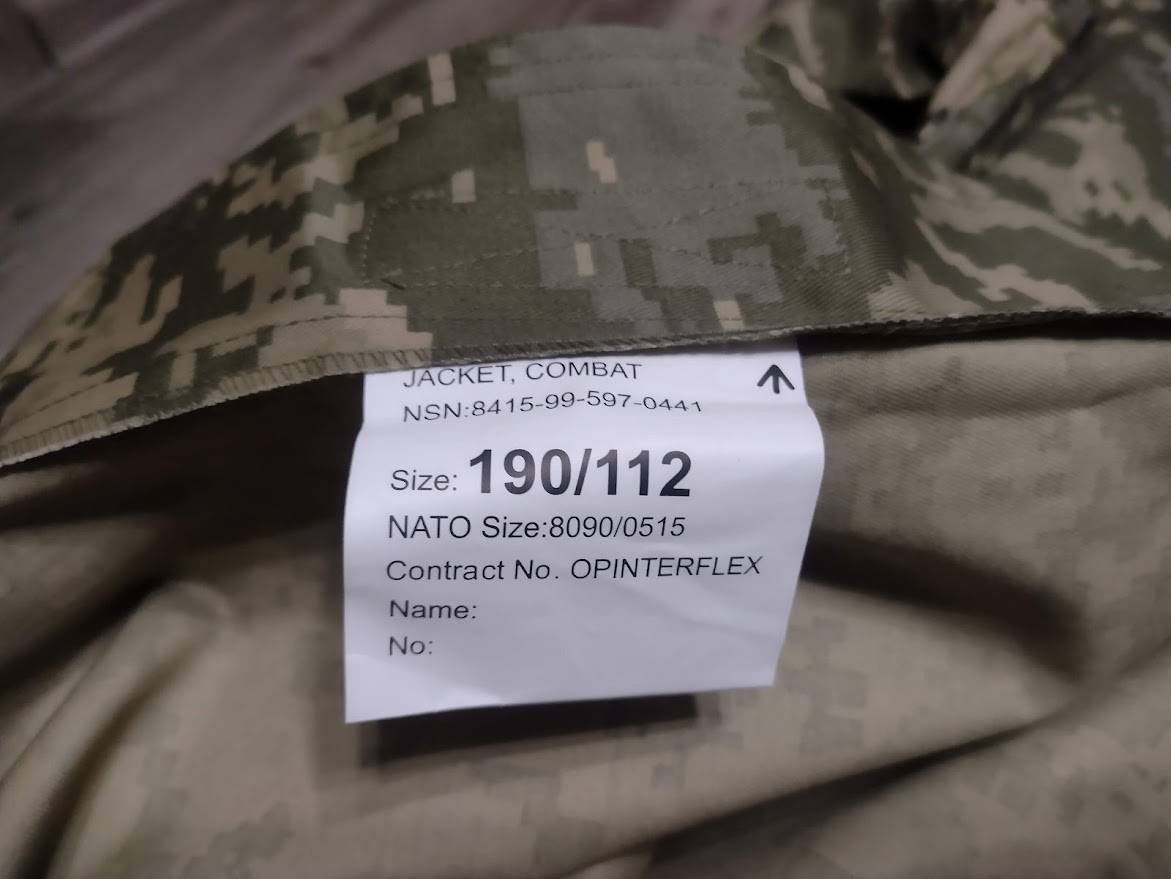 JACKET, COMBAT
NSN:8415-99-597-0441
Size: 190/112
NATO Size:8090/0515
Contract No. OPINTERFLEX
Name:
No: